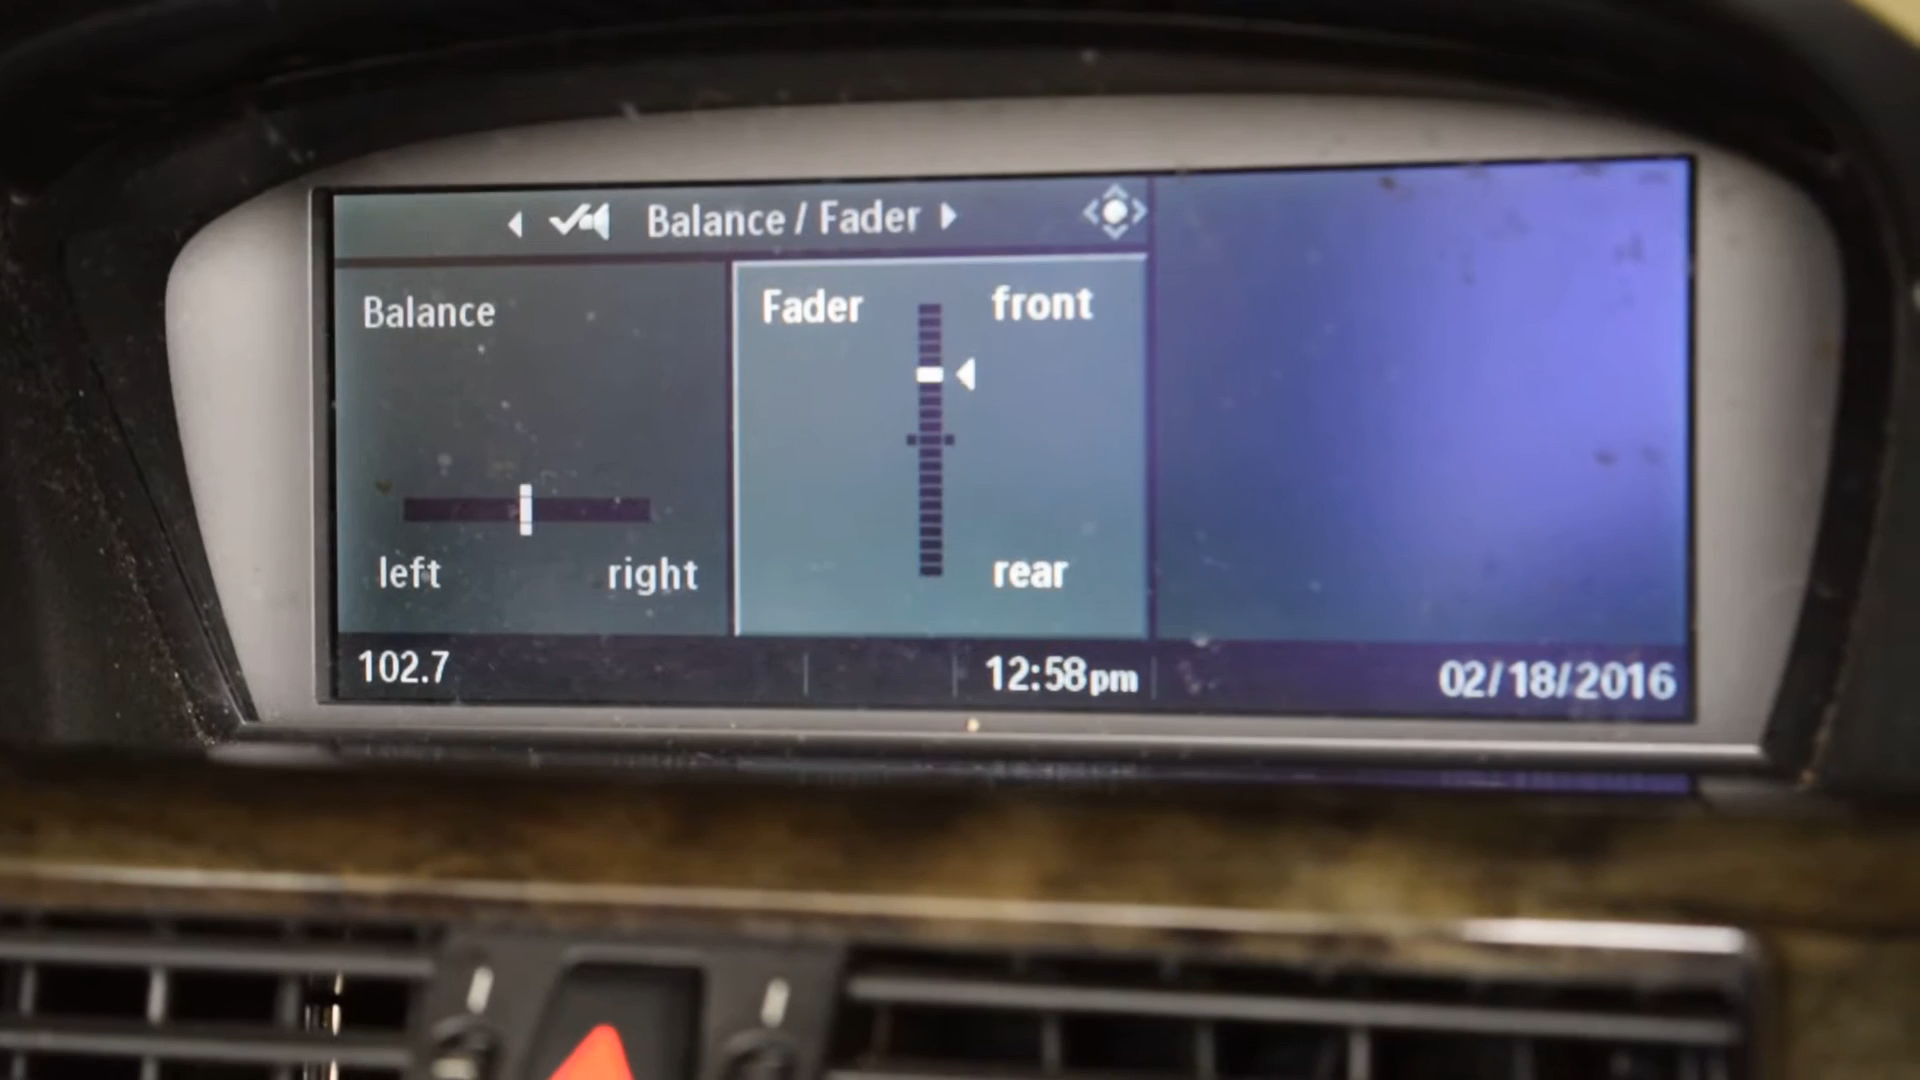 Balance / Fader
Balance
left right
Fader
front
rear
102.7
12:58pm
02/18/2016